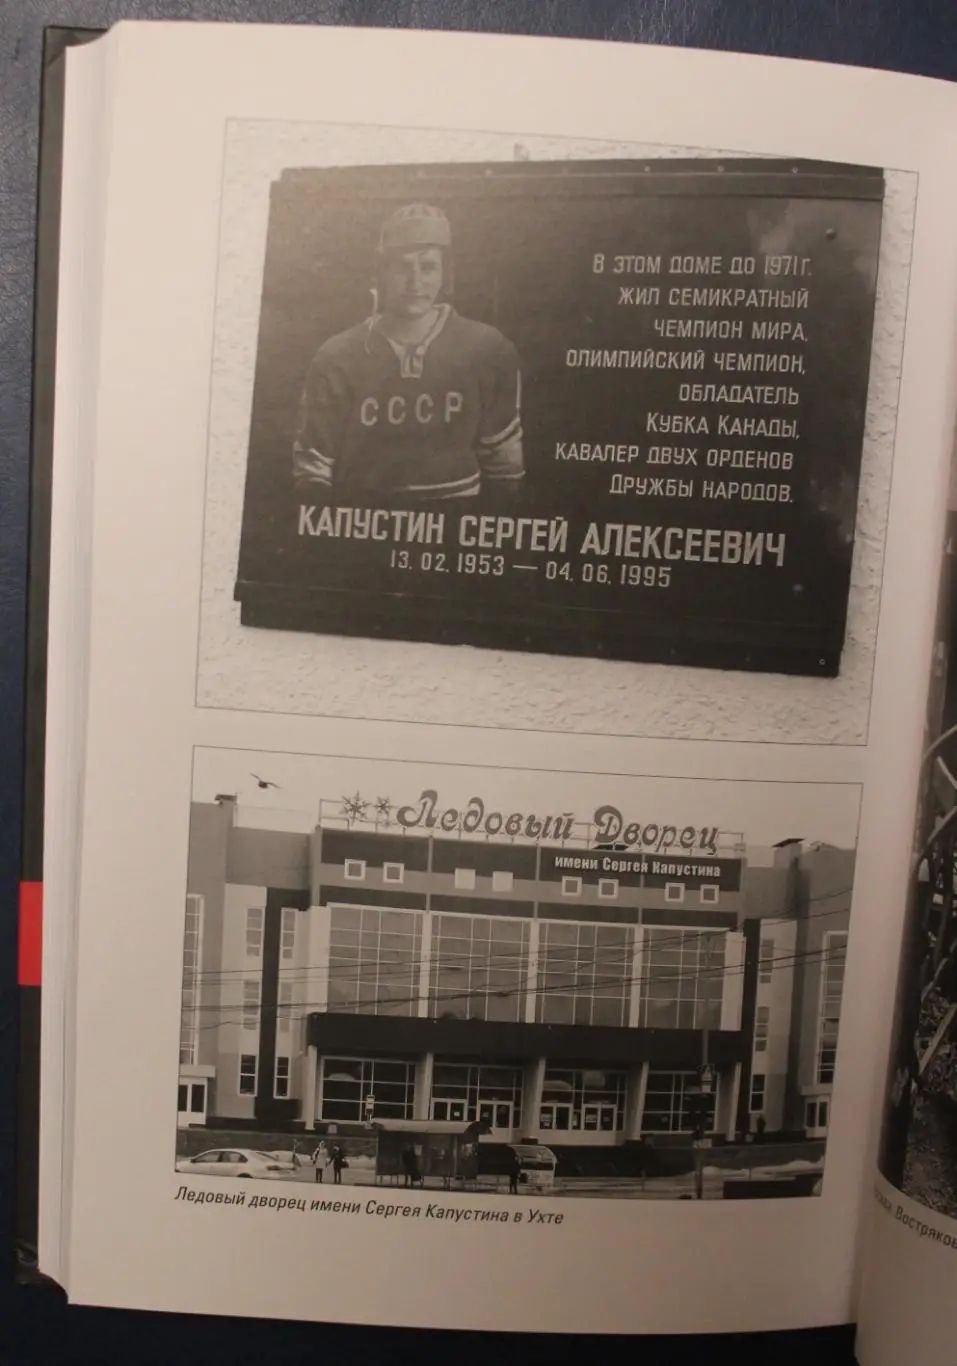 В ЭТОМ ДОМЕ ДО 1971 Г.
ЖИЛ СЕМИКРАТНЫЙ
ЧЕМПИОН МИРА,
ОЛИМПИЙСКИЙ ЧЕМПИОН,
ОБЛАДАТЕЛЬ
КУБКА КАНАДЫ,
КАВАЛЕР ДВУХ ОРДЕНОВ
ДРУЖБЫ НАРОДОВ.
СССР
КАПУСТИН СЕРГЕЙ АЛЕКСЕЕВИЧ
13. 02. 1953 — 04. 06. 1995
Ледовый Дворец
имени Сергея Капустина
Ледовый дворец имени Сергея Капустина в Ухте